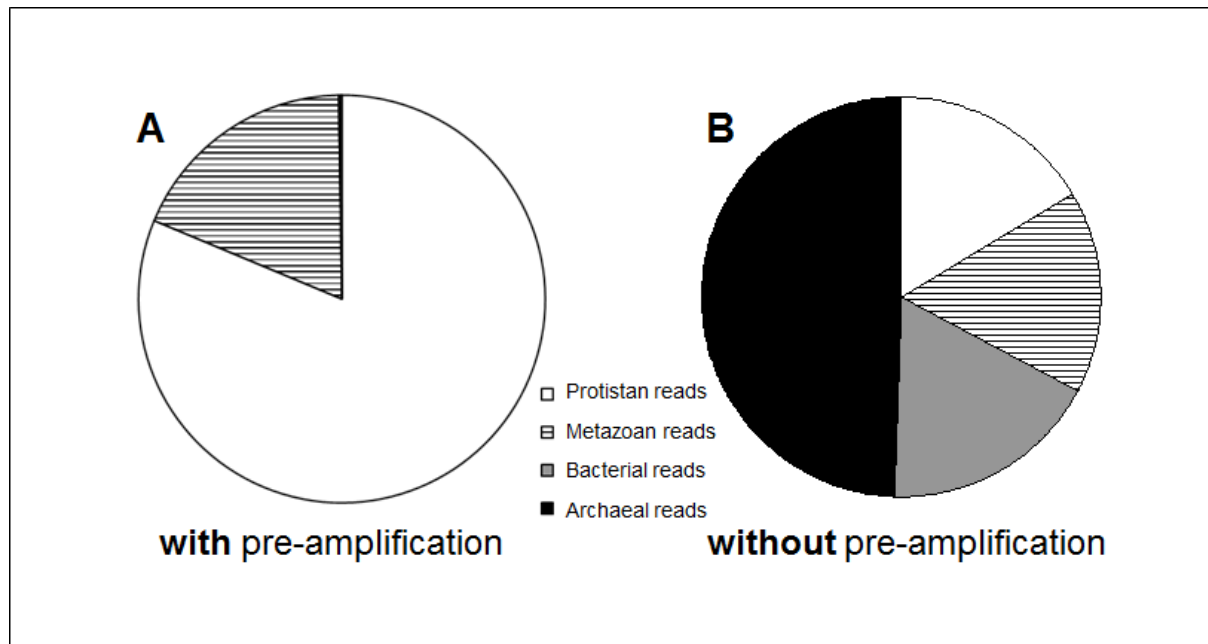 A
B
Protistan reads
Metazoan reads
Bacterial reads
Archaeal reads
with pre-amplification
without pre-amplification